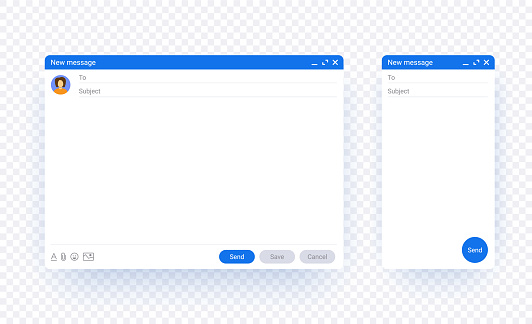 New message
To
Subject
Send
Save
Cancel
New message
To
Subject
Send